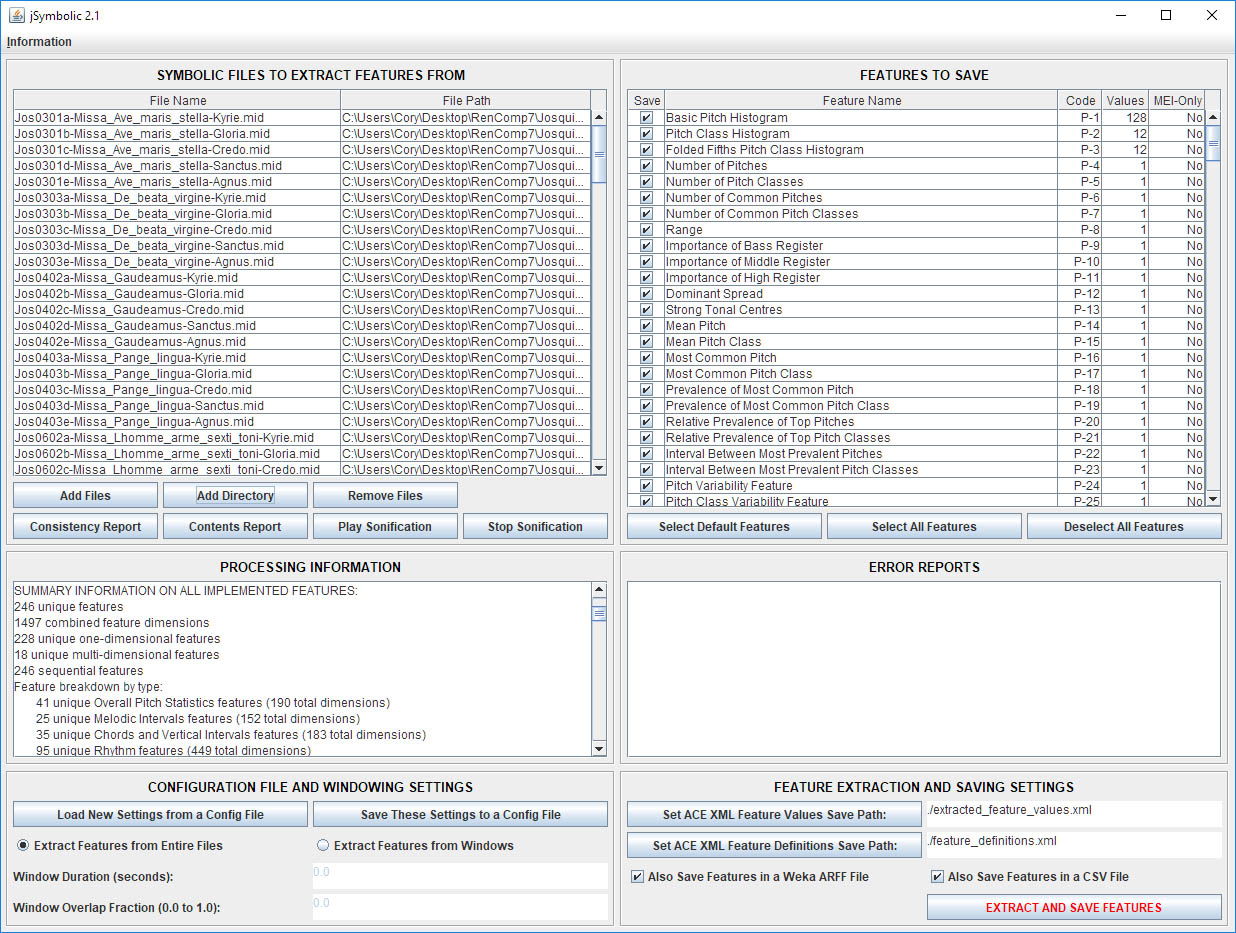 jSymbolic 2.1
Information
SYMBOLIC FILES TO EXTRACT FEATURES FROM
File Name File Path
Jos0301a-Missa_Ave_maris_stella-Kyrie.mid C:\Users\Cory\Desktop\RenComp7\Josqui...
Jos0301b-Missa_Ave_maris_stella-Gloria.mid C:\Users\Cory\Desktop\RenComp7\Josqui...
Jos0301c-Missa_Ave_maris_stella-Credo.mid C:\Users\Cory\Desktop\RenComp7\Josqui...
Jos0301d-Missa_Ave_maris_stella-Sanctus.mid C:\Users\Cory\Desktop\RenComp7\Josqui...
Jos0301e-Missa_Ave_maris_stella-Agnus.mid C:\Users\Cory\Desktop\RenComp7\Josqui...
Jos0303a-Missa_De_beata_virgine-Kyrie.mid C:\Users\Cory\Desktop\RenComp7\Josqui...
Jos0303b-Missa_De_beata_virgine-Gloria.mid C:\Users\Cory\Desktop\RenComp7\Josqui...
Jos0303c-Missa_De_beata_virgine-Credo.mid C:\Users\Cory\Desktop\RenComp7\Josqui...
Jos0303d-Missa_De_beata_virgine-Sanctus.mid C:\Users\Cory\Desktop\RenComp7\Josqui...
Jos0303e-Missa_De_beata_virgine-Agnus.mid C:\Users\Cory\Desktop\RenComp7\Josqui...
Jos0402a-Missa_Gaudeamus-Kyrie.mid C:\Users\Cory\Desktop\RenComp7\Josqui...
Jos0402b-Missa_Gaudeamus-Gloria.mid C:\Users\Cory\Desktop\RenComp7\Josqui...
Jos0402c-Missa_Gaudeamus-Credo.mid C:\Users\Cory\Desktop\RenComp7\Josqui...
Jos0402d-Missa_Gaudeamus-Sanctus.mid C:\Users\Cory\Desktop\RenComp7\Josqui...
Jos0402e-Missa_Gaudeamus-Agnus.mid C:\Users\Cory\Desktop\RenComp7\Josqui...
Jos0403a-Missa_Pange_lingua-Kyrie.mid C:\Users\Cory\Desktop\RenComp7\Josqui...
Jos0403b-Missa_Pange_lingua-Gloria.mid C:\Users\Cory\Desktop\RenComp7\Josqui...
Jos0403c-Missa_Pange_lingua-Credo.mid C:\Users\Cory\Desktop\RenComp7\Josqui...
Jos0403d-Missa_Pange_lingua-Sanctus.mid C:\Users\Cory\Desktop\RenComp7\Josqui...
Jos0403e-Missa_Pange_lingua-Agnus.mid C:\Users\Cory\Desktop\RenComp7\Josqui...
Jos0602a-Missa_Lhomme_arme_sexti_toni-Kyrie.mid C:\Users\Cory\Desktop\RenComp7\Josqui...
Jos0602b-Missa_Lhomme_arme_sexti_toni-Gloria.mid C:\Users\Cory\Desktop\RenComp7\Josqui...
Jos0602c-Missa_Lhomme_arme_sexti_toni-Credo.mid C:\Users\Cory\Desktop\RenComp7\Josqui...
Add Files Add Directory Remove Files
Consistency Report Contents Report Play Sonification Stop Sonification
FEATURES TO SAVE
Save Feature Name Code Values MEI-Only
Basic Pitch Histogram P-1 128 No
Pitch Class Histogram P-2 12 No
Folded Fifths Pitch Class Histogram P-3 12 No
Number of Pitches P-4 1 No
Number of Pitch Classes P-5 1 No
Number of Common Pitches P-6 1 No
Number of Common Pitch Classes P-7 1 No
Range P-8 1 No
Importance of Bass Register P-9 1 No
Importance of Middle Register P-10 1 No
Importance of High Register P-11 1 No
Dominant Spread P-12 1 No
Strong Tonal Centres P-13 1 No
Mean Pitch P-14 1 No
Mean Pitch Class P-15 1 No
Most Common Pitch P-16 1 No
Most Common Pitch Class P-17 1 No
Prevalence of Most Common Pitch P-18 1 No
Prevalence of Most Common Pitch Class P-19 1 No
Relative Prevalence of Top Pitches P-20 1 No
Relative Prevalence of Top Pitch Classes P-21 1 No
Interval Between Most Prevalent Pitches P-22 1 No
Interval Between Most Prevalent Pitch Classes P-23 1 No
Pitch Variability Feature P-24 1 No
Pitch Class Variability Feature P-25 1 No
Select Default Features Select All Features Deselect All Features
PROCESSING INFORMATION
SUMMARY INFORMATION ON ALL IMPLEMENTED FEATURES:
246 unique features
1497 combined feature dimensions
228 unique one-dimensional features
18 unique multi-dimensional features
246 sequential features
Feature breakdown by type:
41 unique Overall Pitch Statistics features (190 total dimensions)
25 unique Melodic Intervals features (152 total dimensions)
35 unique Chords and Vertical Intervals features (183 total dimensions)
95 unique Rhythm features (449 total dimensions)
ERROR REPORTS
CONFIGURATION FILE AND WINDOWING SETTINGS
Load New Settings from a Config File Save These Settings to a Config File
Extract Features from Entire Files Extract Features from Windows
Window Duration (seconds): 0.0
Window Overlap Fraction (0.0 to 1.0): 0.0
FEATURE EXTRACTION AND SAVING SETTINGS
Set ACE XML Feature Values Save Path: ./extracted_feature_values.xml
Set ACE XML Feature Definitions Save Path: ./feature_definitions.xml
Also Save Features in a Weka ARFF File Also Save Features in a CSV File
EXTRACT AND SAVE FEATURES